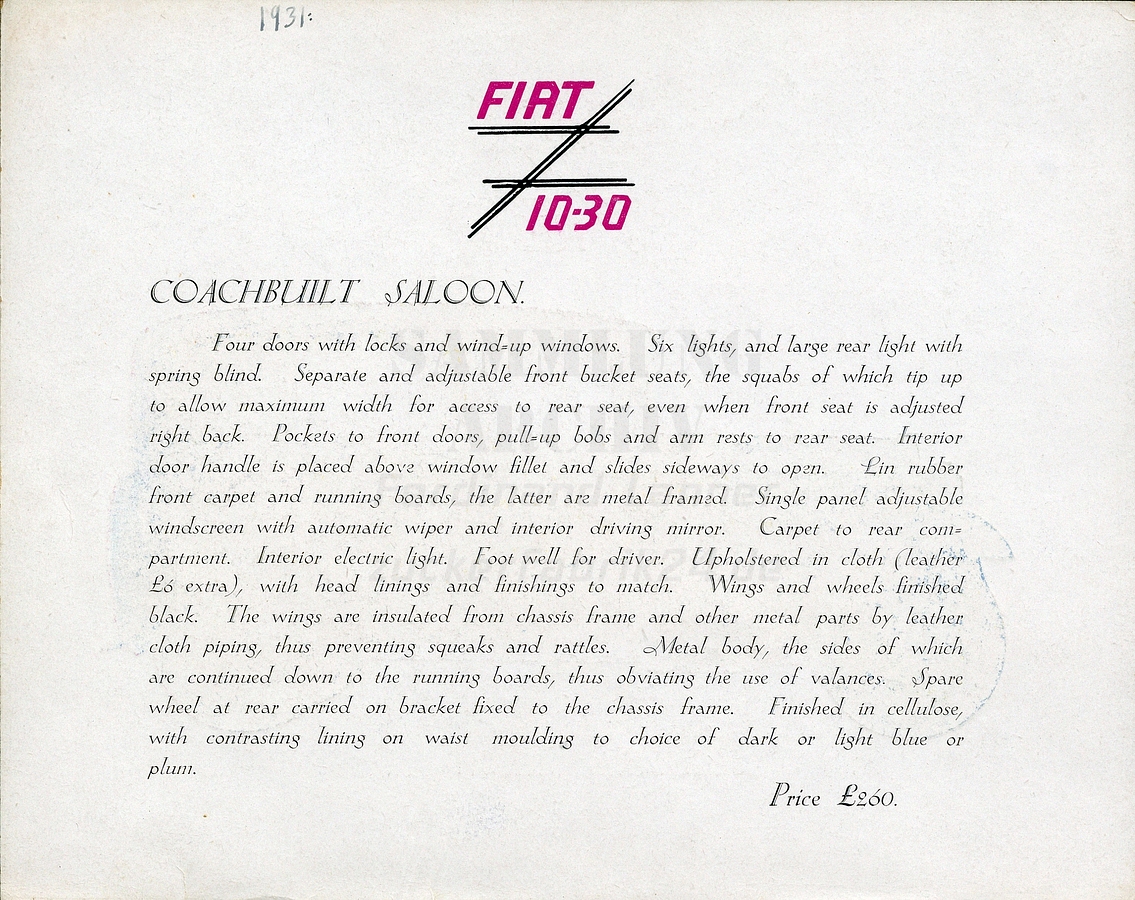 1931:
FIAT
10-30
COACHBUILT SALOON.
Four doors with locks and wind=up windows. Six lights, and large rear light with
spring blind. Separate and adjustable front bucket seats, the squabs of which tip up
to allow maximum width for access to rear seat, even when front seat is adjusted
right back. Pockets to front doors, pull=up bobs and arm rests to rear seat. Interior
door handle is placed above window fillet and slides sideways to open. Lin rubber
front carpet and running boards, the latter are metal framed. Single panel adjustable
windscreen with automatic wiper and interior driving mirror. Carpet to rear com=
partment. Interior electric light. Foot well for driver. Upholstered in cloth (leather
£6 extra), with head linings and finishings to match. Wings and wheels finished
black. The wings are insulated from chassis frame and other metal parts by leather
cloth piping, thus preventing squeaks and rattles. Metal body, the sides of which
are continued down to the running boards, thus obviating the use of valances. Spare
wheel at rear carried on bracket fixed to the chassis frame. Finished in cellulose,
with contrasting lining on waist moulding to choice of dark or light blue or
plum.
Price £260.